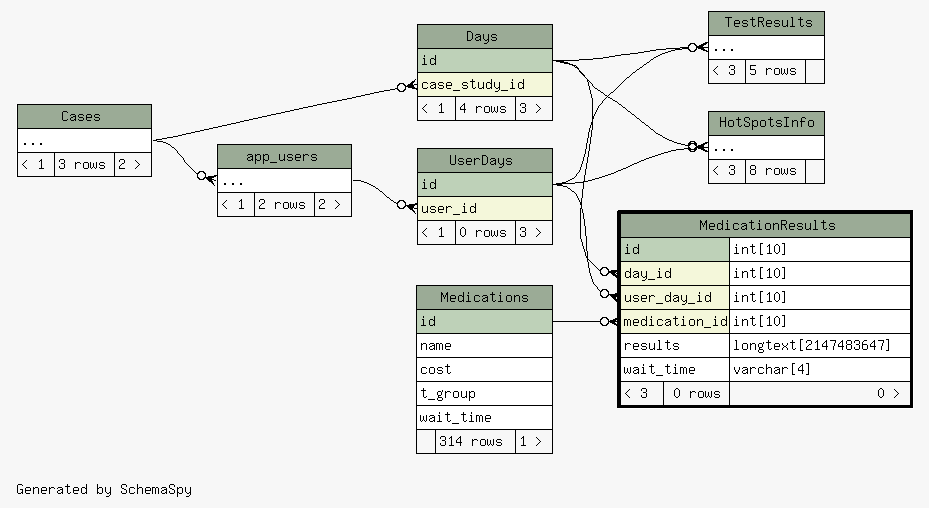 Cases
...
< 1 3 rows 2 >
app_users
...
< 1 2 rows 2 >
Days
id
case_study_id
< 1 4 rows 3 >
UserDays
id
user_id
< 1 0 rows 3 >
Medications
id
name
cost
t_group
wait_time
314 rows 1 >
TestResults
...
< 3 5 rows
HotSpotsInfo
...
< 3 8 rows
MedicationResults
id int[10]
day_id int[10]
user_day_id int[10]
medication_id int[10]
results longtext[2147483647]
wait_time varchar[4]
< 3 0 rows 0 >
Generated by SchemaSpy